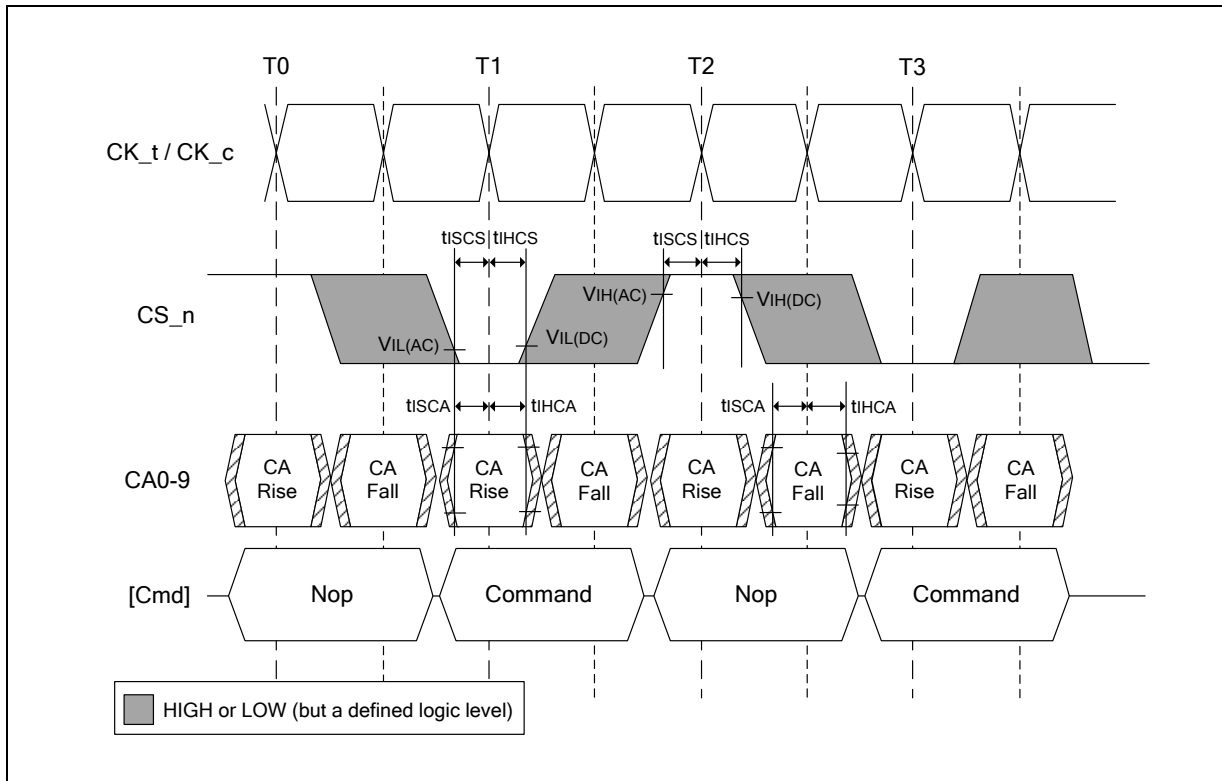 T0 T1 T2 T3
CK_t / CK_c
tISCS tIHCS tISCS tIHCS
CS_n
VIH(AC) VIH(DC)
VIL(AC) VIL(DC)
tISCA tIHCA tISCA tIHCA
CA0-9
CA Rise
CA Fall
CA Rise
CA Fall
CA Rise
CA Fall
CA Rise
CA Fall
[Cmd] Nop Command Nop Command
HIGH or LOW (but a defined logic level)